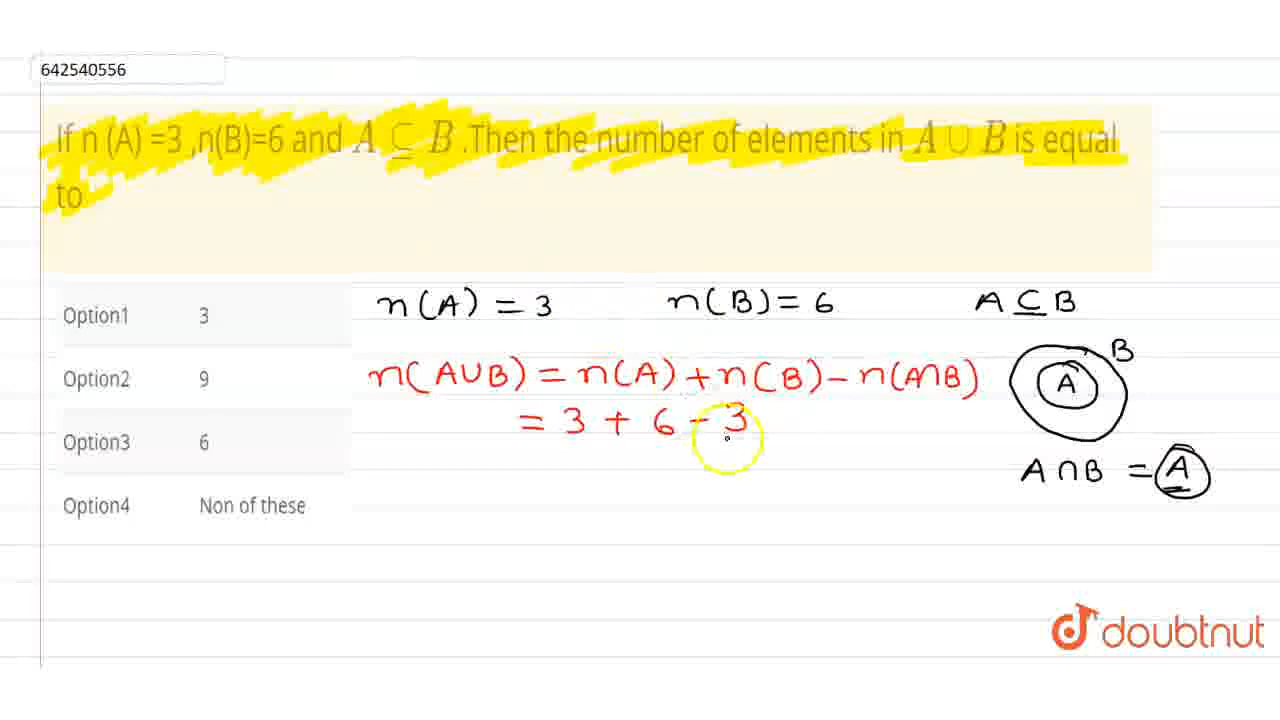 642540556
If n (A) =3 ,n(B)=6 and A ⊆ B .Then the number of elements in A ∪ B is equal
to
Option1 3
Option2 9
Option3 6
Option4 Non of these
n(A) = 3 n(B) = 6 A ⊆ B
B
A
n(A∪B) = n(A) + n(B) - n(A∩B)
= 3 + 6 - 3
A∩B = A
doubtnut